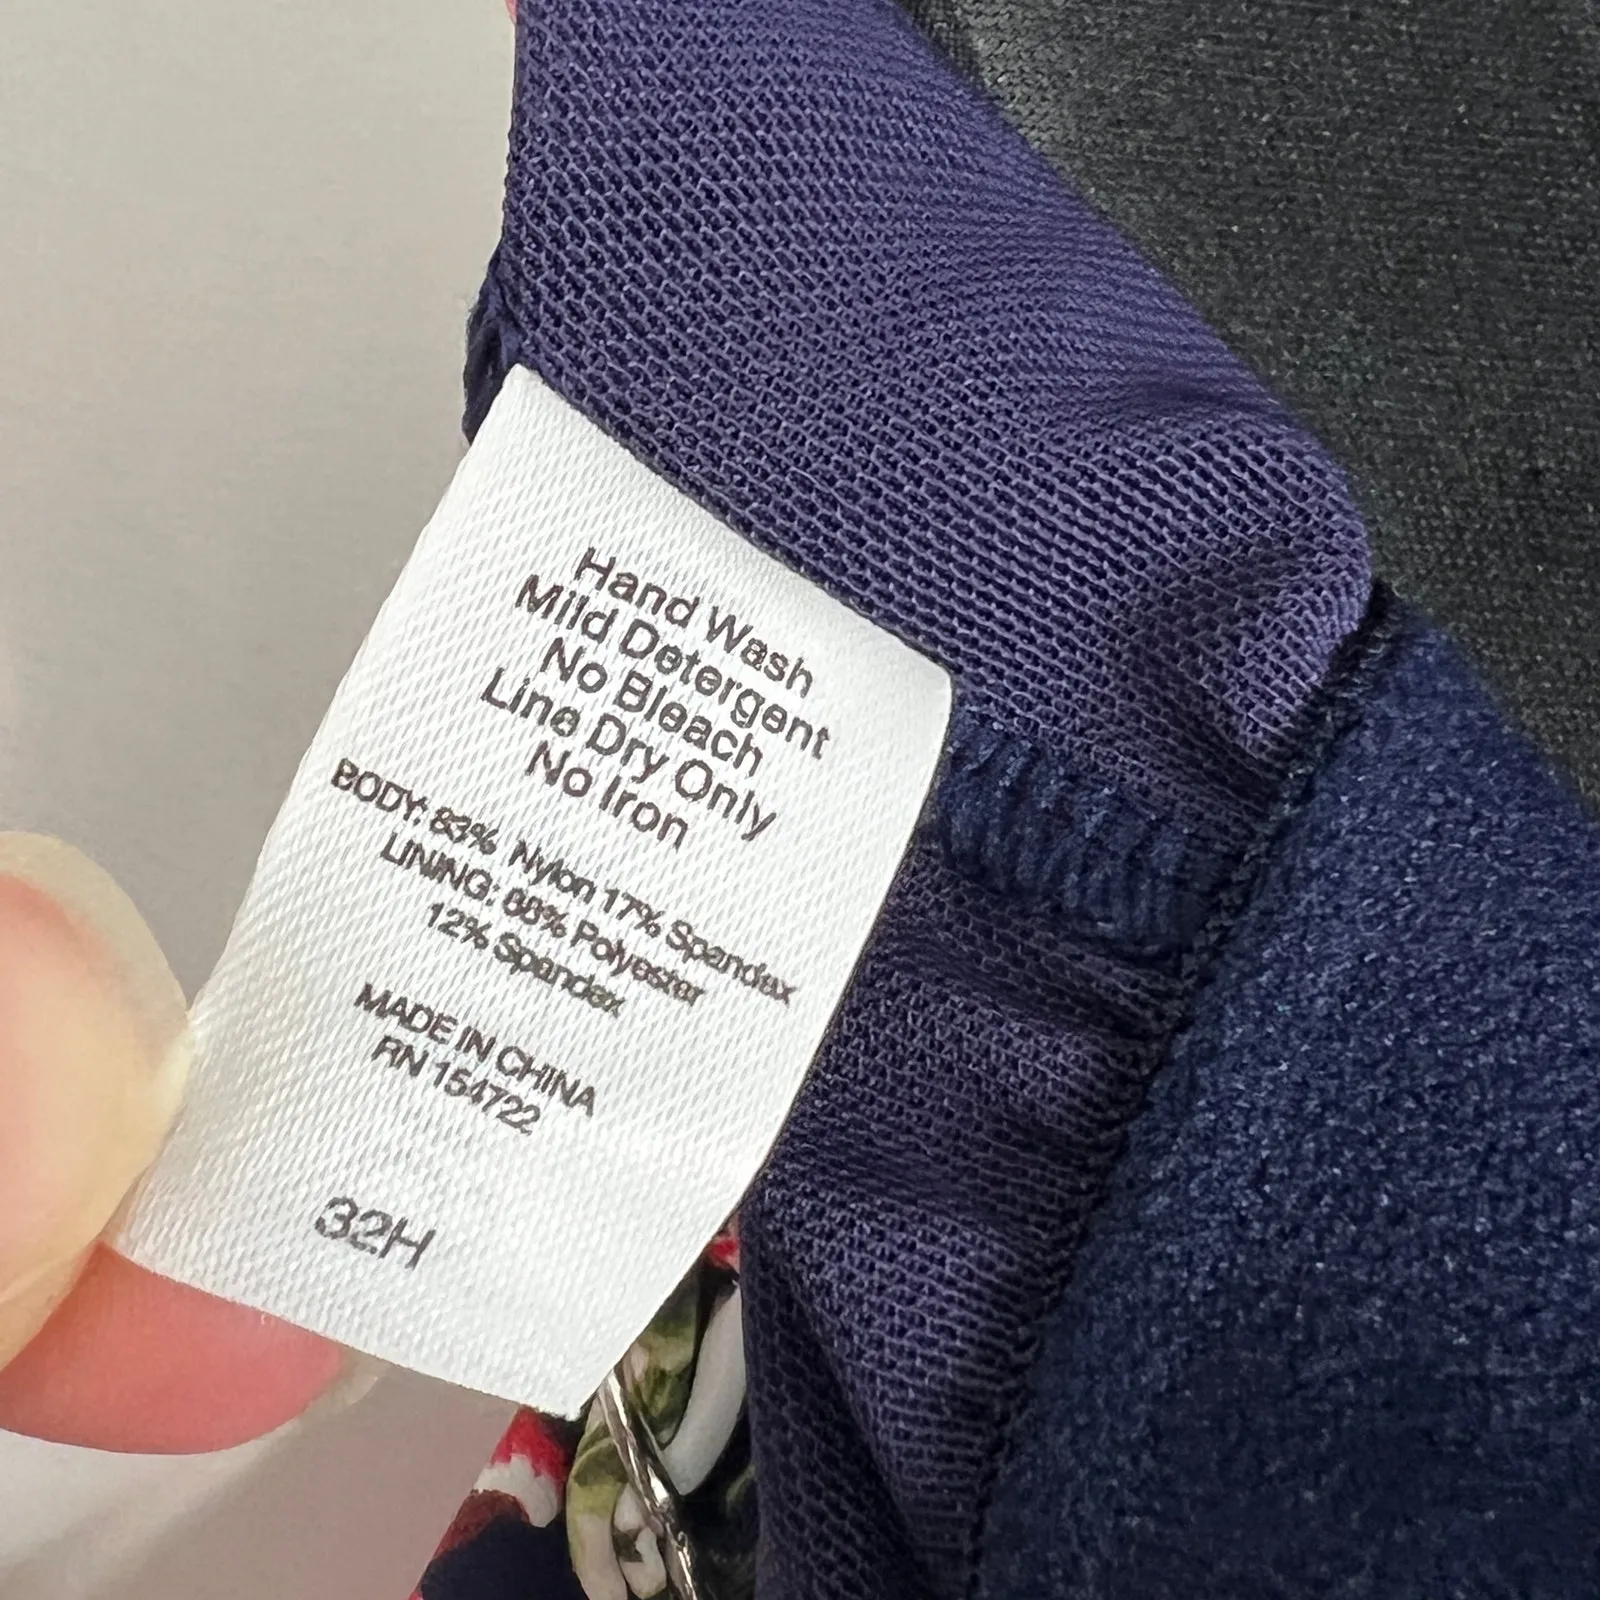 Hand Wash
Mild Detergent
No Bleach
Line Dry Only
No Iron
BODY: 83% Nylon 17% Spandex
LINING: 88% Polyester
12% Spandex
MADE IN CHINA
RN 154722
32H